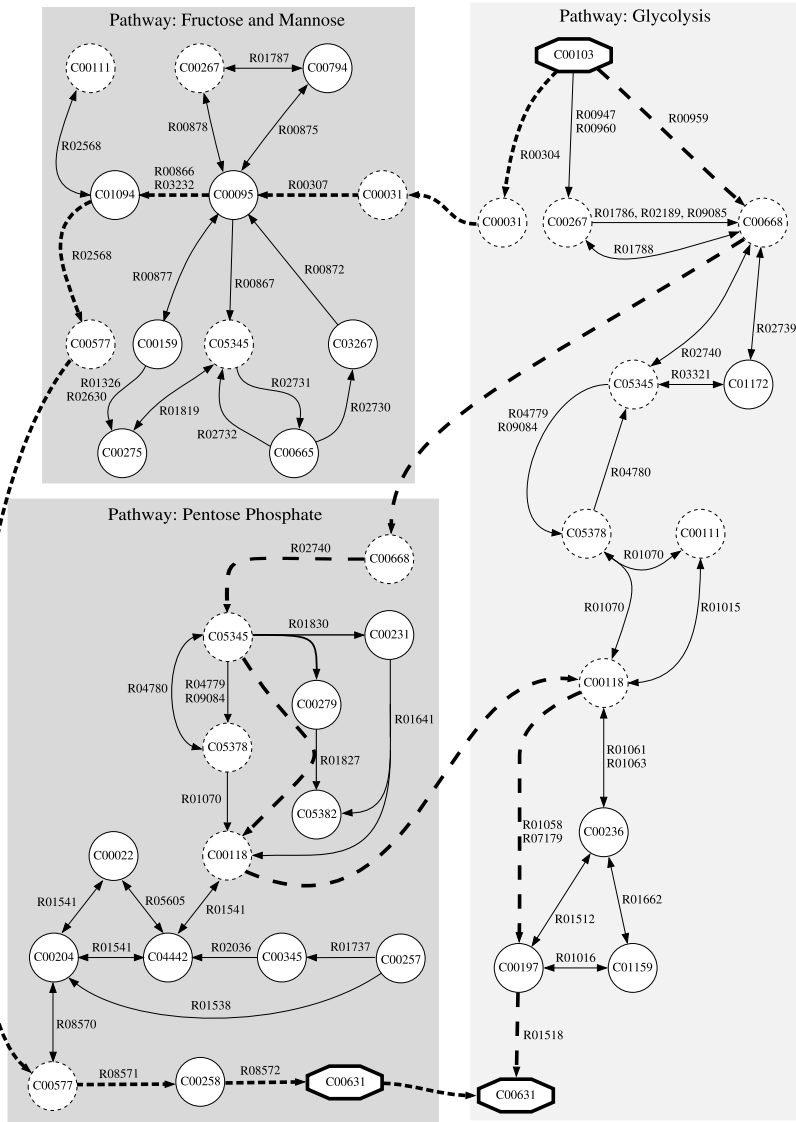 Pathway: Fructose and Mannose
C00111
C00267
R01787
C00794
R00878
R00875
R02568
C01094
R00866
R03232
C00095
R00307
C00031
R02568
R00877
R00867
R00872
C00577
C00159
C05345
C03267
R01326
R02630
R01819
R02731
R02732
R02730
C00275
C00665
Pathway: Glycolysis
C00103
R00947
R00960
R00959
R00304
C00031
C00267
R01786, R02189, R09085
C00668
R01788
R02739
R02740
C05345
R03321
C01172
R04779
R09084
R04780
C05378
C00111
R01070
R01070
R01015
C00118
R01061
R01063
R01058
R07179
C00236
R01512
R01662
C00197
R01016
C01159
R01518
C00631
Pathway: Pentose Phosphate
R02740
C00668
C05345
R01830
C00231
R04780
R04779
R09084
C00279
R01641
C05378
R01827
R01070
C05382
C00022
C00118
R01541
R05605
R01541
C00204
R01541
C04442
R02036
C00345
R01737
C00257
R01538
R08570
C00577
R08571
C00258
R08572
C00631